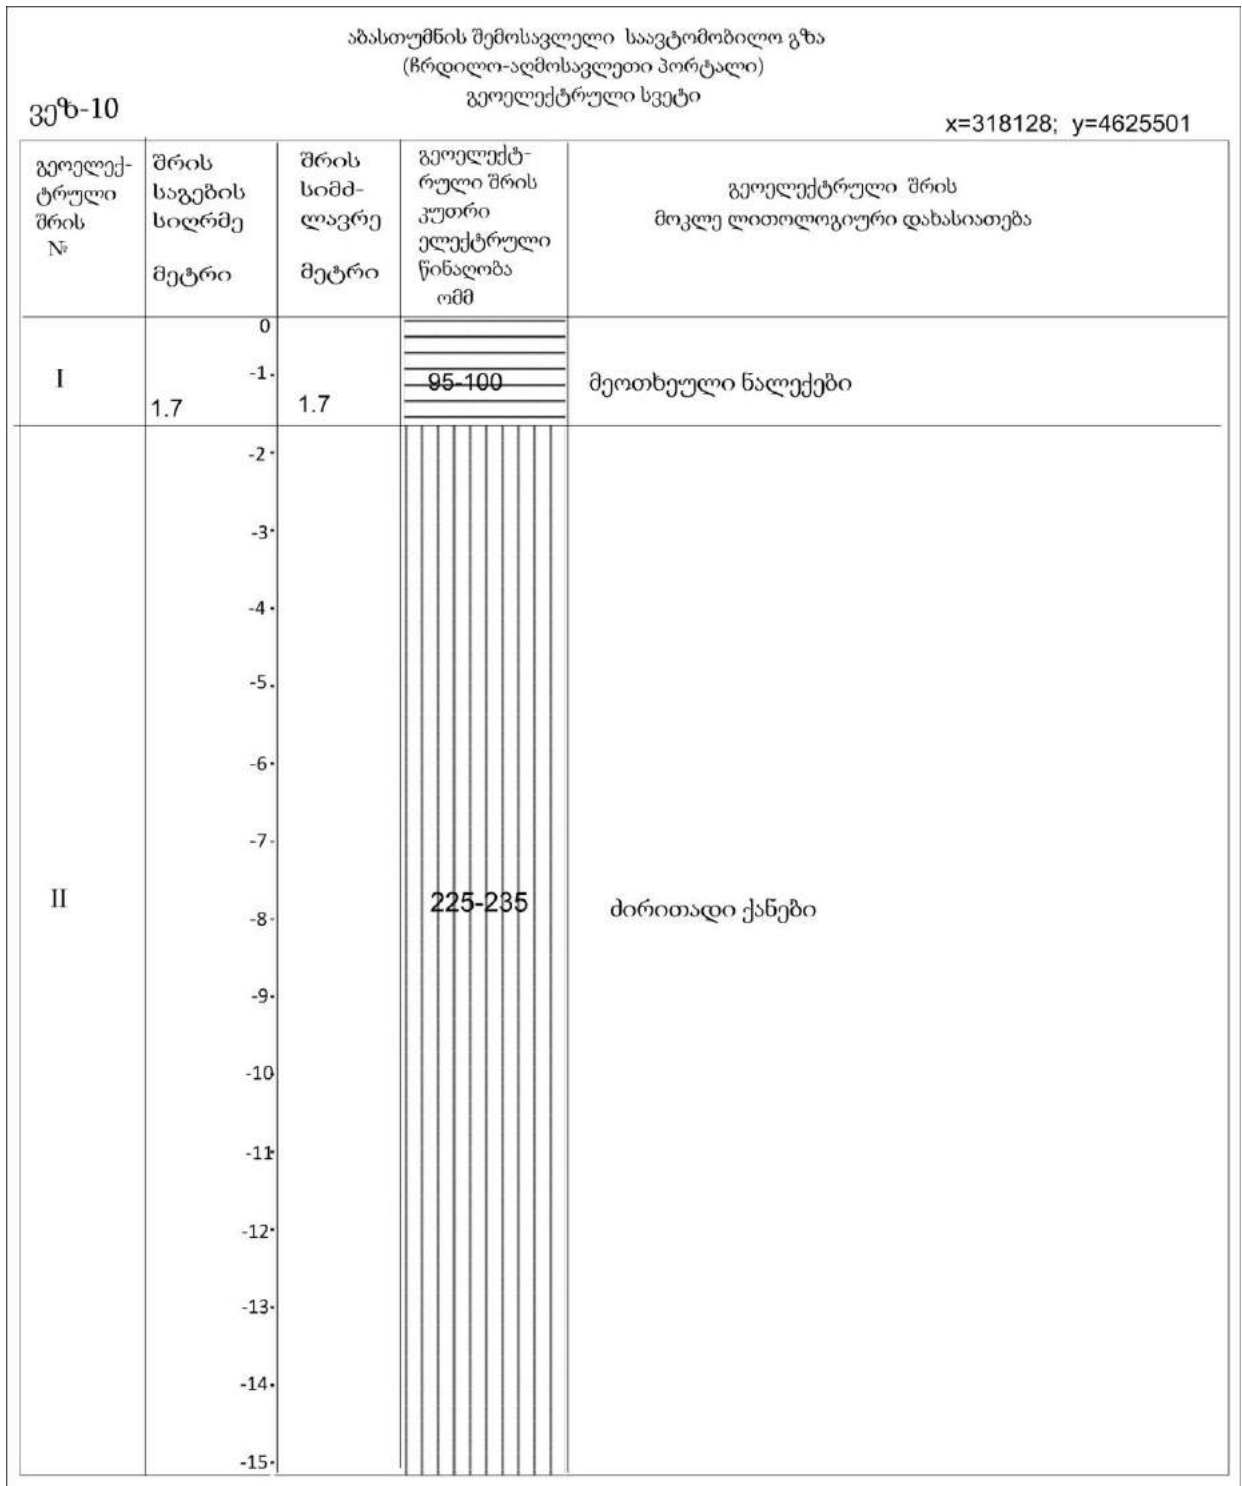 აბასთუმნის შემოსავლელი საავტომობილო გზა
(ჩრდილო-აღმოსავლეთი პორტალი)
გეოელექტრული სვეტი
ვეზ-10
x=318128; y=4625501
გეოელექ-
ტრული
შრის
№
შრის
საგების
სიღრმე
მეტრი
შრის
სიმძ-
ლავრე
მეტრი
გეოელექტ-
რული შრის
კუთრი
ელექტრული
წინაღობა
ომმ
გეოელექტრული შრის
მოკლე ლითოლოგიური დახასიათება
0
I
-1
95-100
მეოთხეული ნალექები
1.7
1.7
-2
-3
-4
-5
-6
-7
II
225-235
ძირითადი ქანები
-8
-9
-10
-11
-12
-13
-14
-15